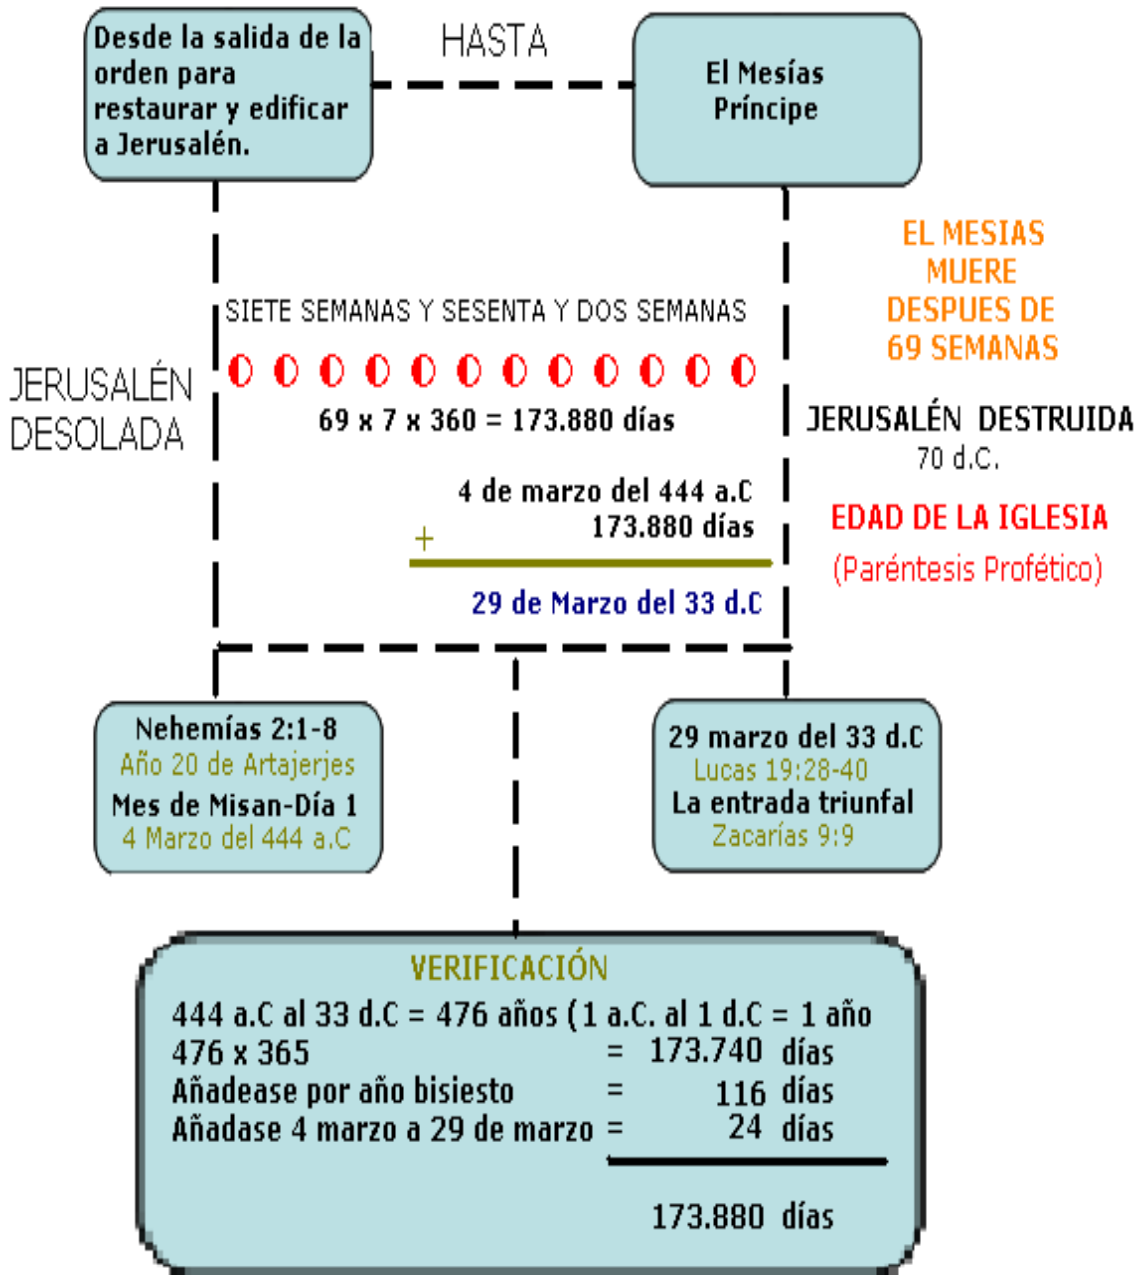 Desde la salida de la
orden para
restaurar y edificar
a Jerusalén.
HASTA
El Mesías
Príncipe
EL MESIAS
MUERE
DESPUES DE
69 SEMANAS
SIETE SEMANAS Y SESENTA Y DOS SEMANAS
JERUSALÉN
DESOLADA
69 x 7 x 360 = 173.880 días
JERUSALÉN DESTRUIDA
70 d.C.
4 de marzo del 444 a.C
173.880 días
+
29 de Marzo del 33 d.C
EDAD DE LA IGLESIA
(Paréntesis Profético)
Nehemías 2:1-8
Año 20 de Artajerjes
Mes de Misan-Día 1
4 Marzo del 444 a.C
29 marzo del 33 d.C
Lucas 19:28-40
La entrada triunfal
Zacarías 9:9
VERIFICACIÓN
444 a.C al 33 d.C = 476 años (1 a.C. al 1 d.C = 1 año
476 x 365 = 173.740 días
Añadease por año bisiesto = 116 días
Añadase 4 marzo a 29 de marzo = 24 días
173.880 días